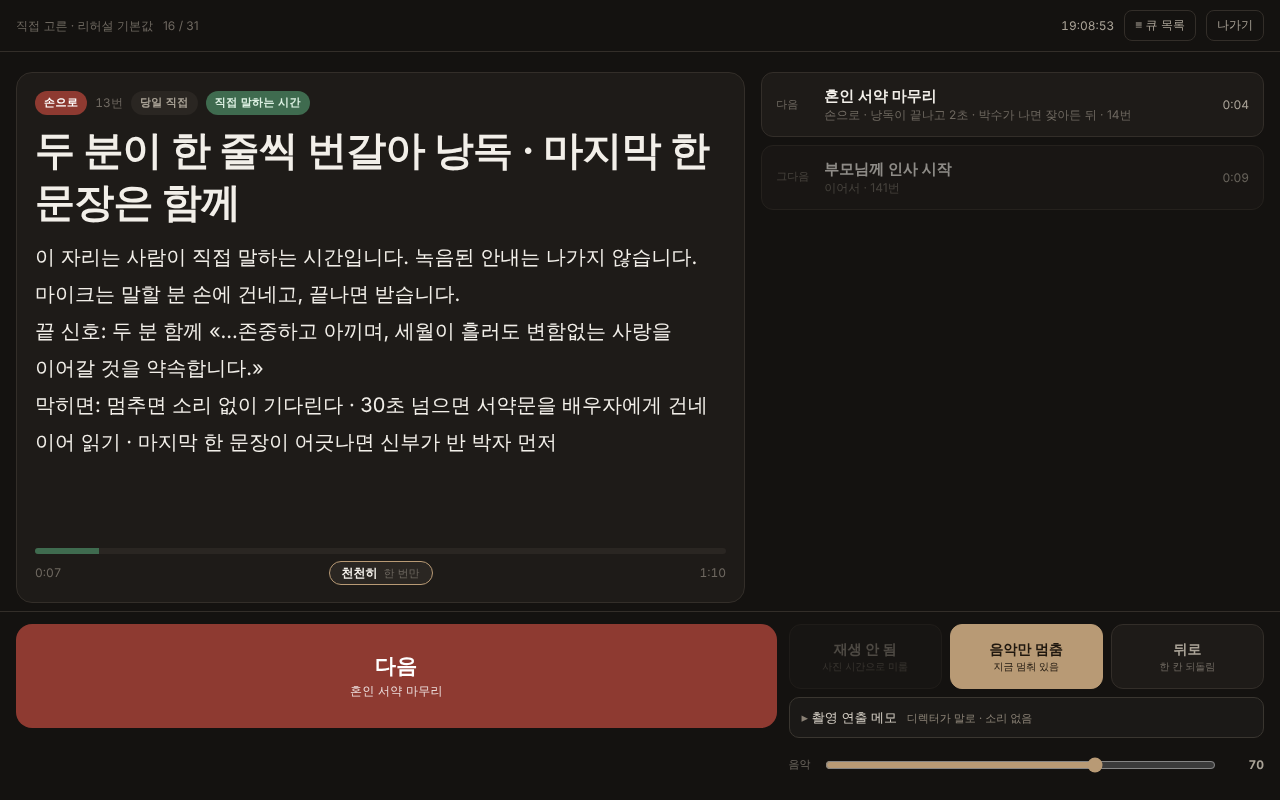 직접 고른 · 리허설 기본값 16 / 31
19:08:53 ≡ 큐 목록 나가기
손으로 13번 당일 직접 직접 말하는 시간
두 분이 한 줄씩 번갈아 낭독 · 마지막 한
문장은 함께
이 자리는 사람이 직접 말하는 시간입니다. 녹음된 안내는 나가지 않습니다.
마이크는 말할 분 손에 건네고, 끝나면 받습니다.
끝 신호: 두 분 함께 «…존중하고 아끼며, 세월이 흘러도 변함없는 사랑을
이어갈 것을 약속합니다.»
막히면: 멈추면 소리 없이 기다린다 · 30초 넘으면 서약문을 배우자에게 건네
이어 읽기 · 마지막 한 문장이 어긋나면 신부가 반 박자 먼저
0:07 천천히 한 번만 1:10
다음 혼인 서약 마무리 0:04
손으로 · 낭독이 끝나고 2초 · 박수가 나면 잦아든 뒤 · 14번
그다음 부모님께 인사 시작 0:09
이어서 · 141번
다음
혼인 서약 마무리
재생 안 됨
사진 시간으로 이름
음악만 멈춤
지금 멈춰 있음
뒤로
한 칸 되돌림
▸ 촬영 연출 메모 디렉터가 말로 · 소리 없음
음악 70